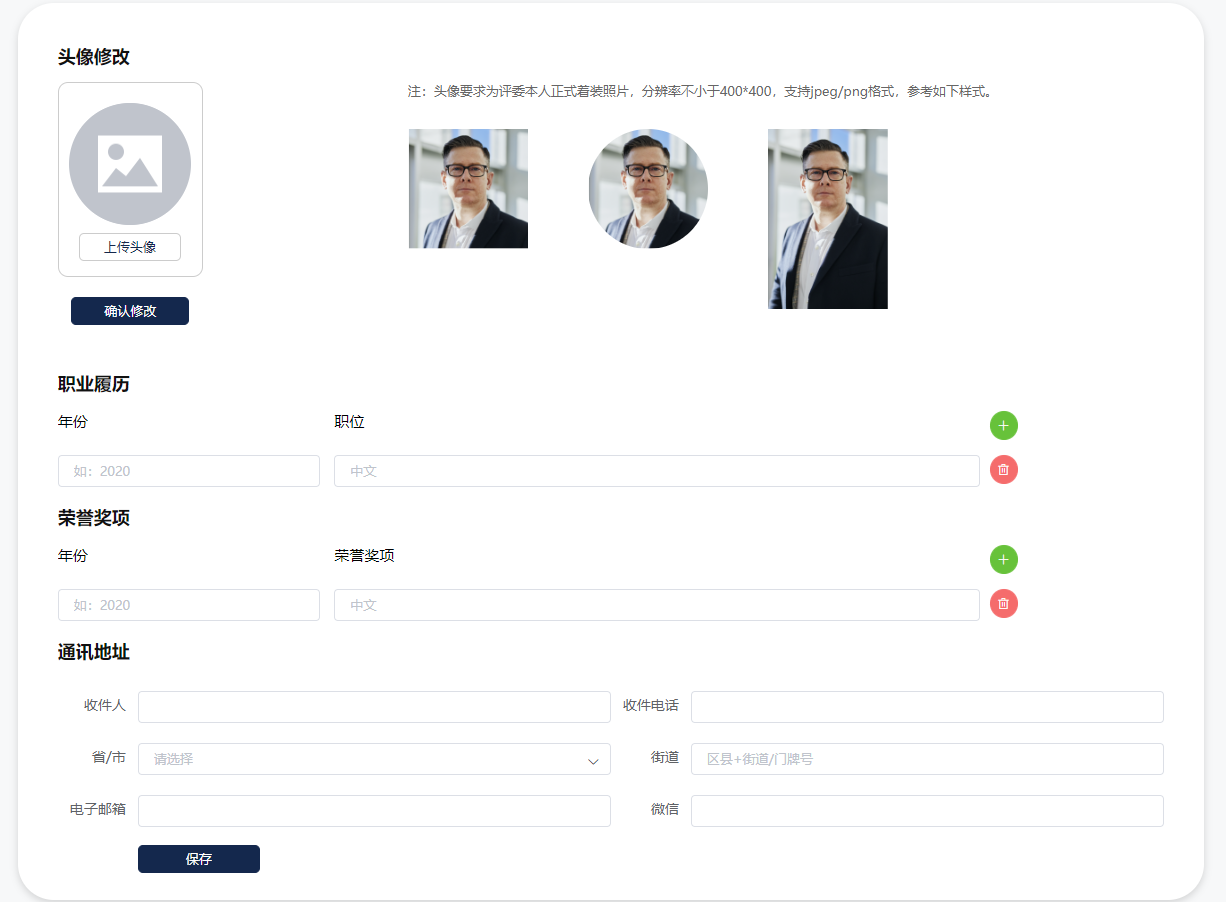 头像修改
注：头像要求为评委本人正式着装照片，分辨率不小于400*400，支持jpeg/png格式，参考如下样式。
上传头像
确认修改
职业履历
年份 职位
如：2020 中文
荣誉奖项
年份 荣誉奖项
如：2020 中文
通讯地址
收件人 收件电话
省/市 请选择 街道 区县+街道/门牌号
电子邮箱 微信
保存